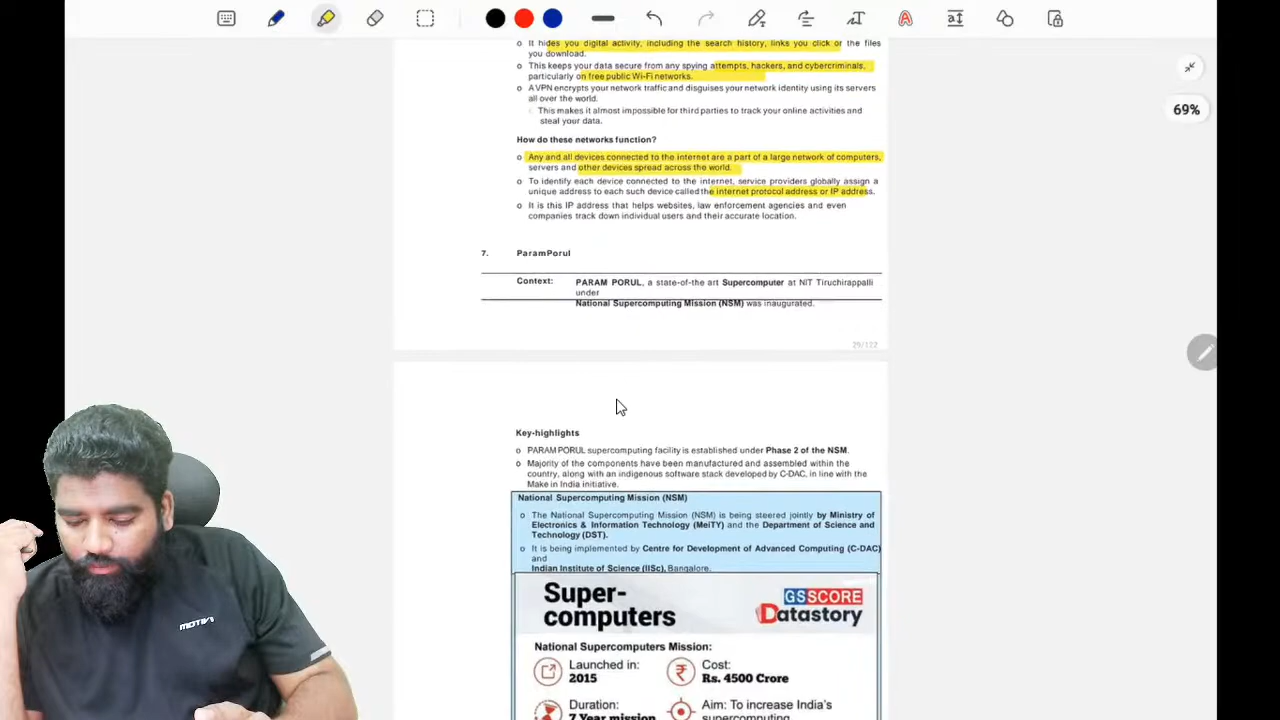 69%
o It hides you digital activity, including the search history, links you click or the files
you download.
o This keeps your data secure from any spying attempts, hackers, and cybercriminals,
particularly on free public Wi-Fi networks.
o A VPN encrypts your network traffic and disguises your network identity using its servers
all over the world.
This makes it almost impossible for third parties to track your online activities and
steal your data.
How do these networks function?
o Any and all devices connected to the internet are a part of a large network of computers,
servers and other devices spread across the world.
o To identify each device connected to the internet, service providers globally assign a
unique address to each such device called the internet protocol address or IP address.
o It is this IP address that helps websites, law enforcement agencies and even
companies track down individual users and their accurate location.
7. ParamPorul
Context: PARAM PORUL, a state-of-the art Supercomputer at NIT Tiruchirappalli
under
National Supercomputing Mission (NSM) was inaugurated.
29/122
Key-highlights
o PARAM PORUL supercomputing facility is established under Phase 2 of the NSM.
o Majority of the components have been manufactured and assembled within the
country, along with an indigenous software stack developed by C-DAC, in line with the
Make in India initiative.
National Supercomputing Mission (NSM)
o The National Supercomputing Mission (NSM) is being steered jointly by Ministry of
Electronics & Information Technology (MeiTY) and the Department of Science and
Technology (DST).
o It is being implemented by Centre for Development of Advanced Computing (C-DAC)
and
Indian Institute of Science (IISc), Bangalore.
Super-
computers
GSSCORE
Datastory
National Supercomputers Mission:
Launched in:
2015
Cost:
Rs. 4500 Crore
Duration:
7 Year mission
Aim: To increase India's
supercomputing
MOTIV